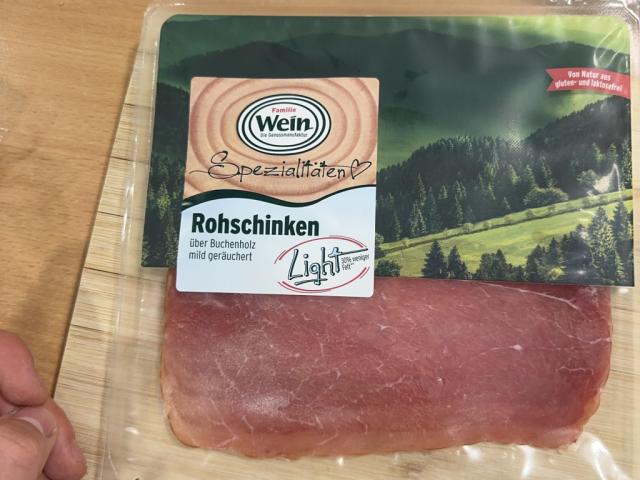 Von Natur aus
gluten- und laktosefrei
Familie
Wein
Die Genussmanufaktur
Spezialitäten
Rohschinken
über Buchenholz
mild geräuchert
Light
30% weniger
Fett**